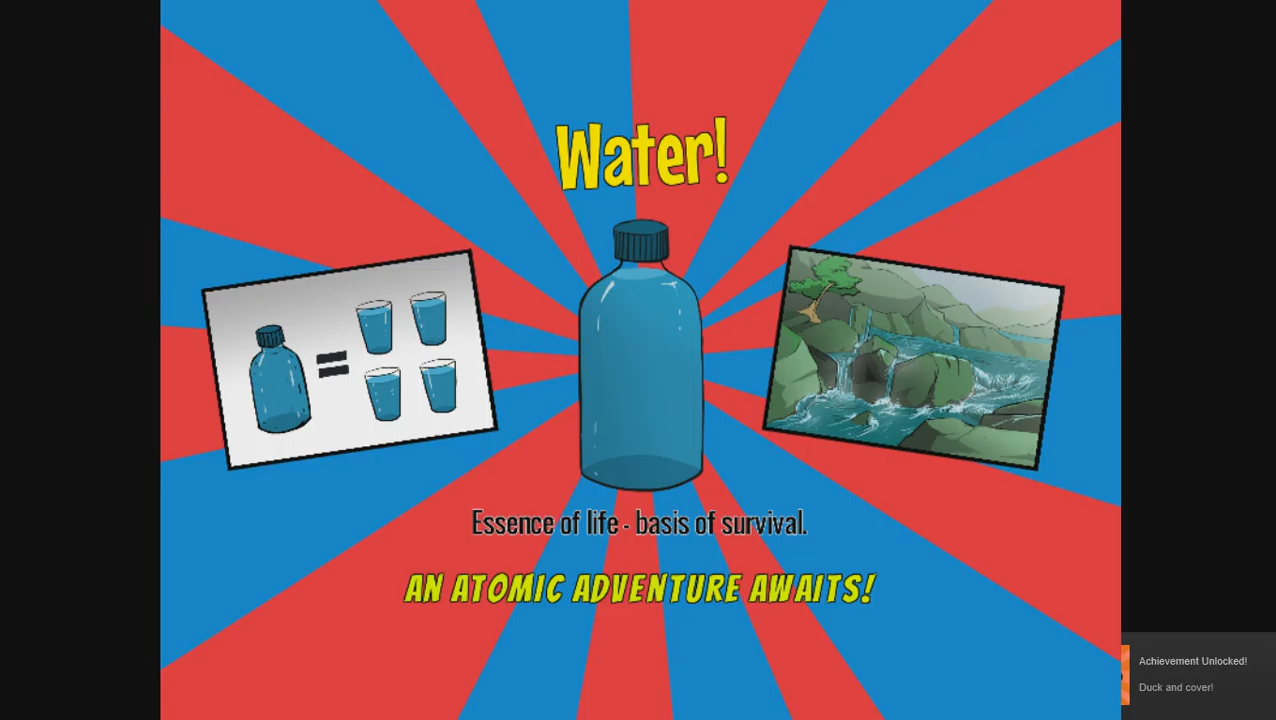 Water!
Essence of life - basis of survival.
AN ATOMIC ADVENTURE AWAITS!
Achievement Unlocked!
Duck and cover!